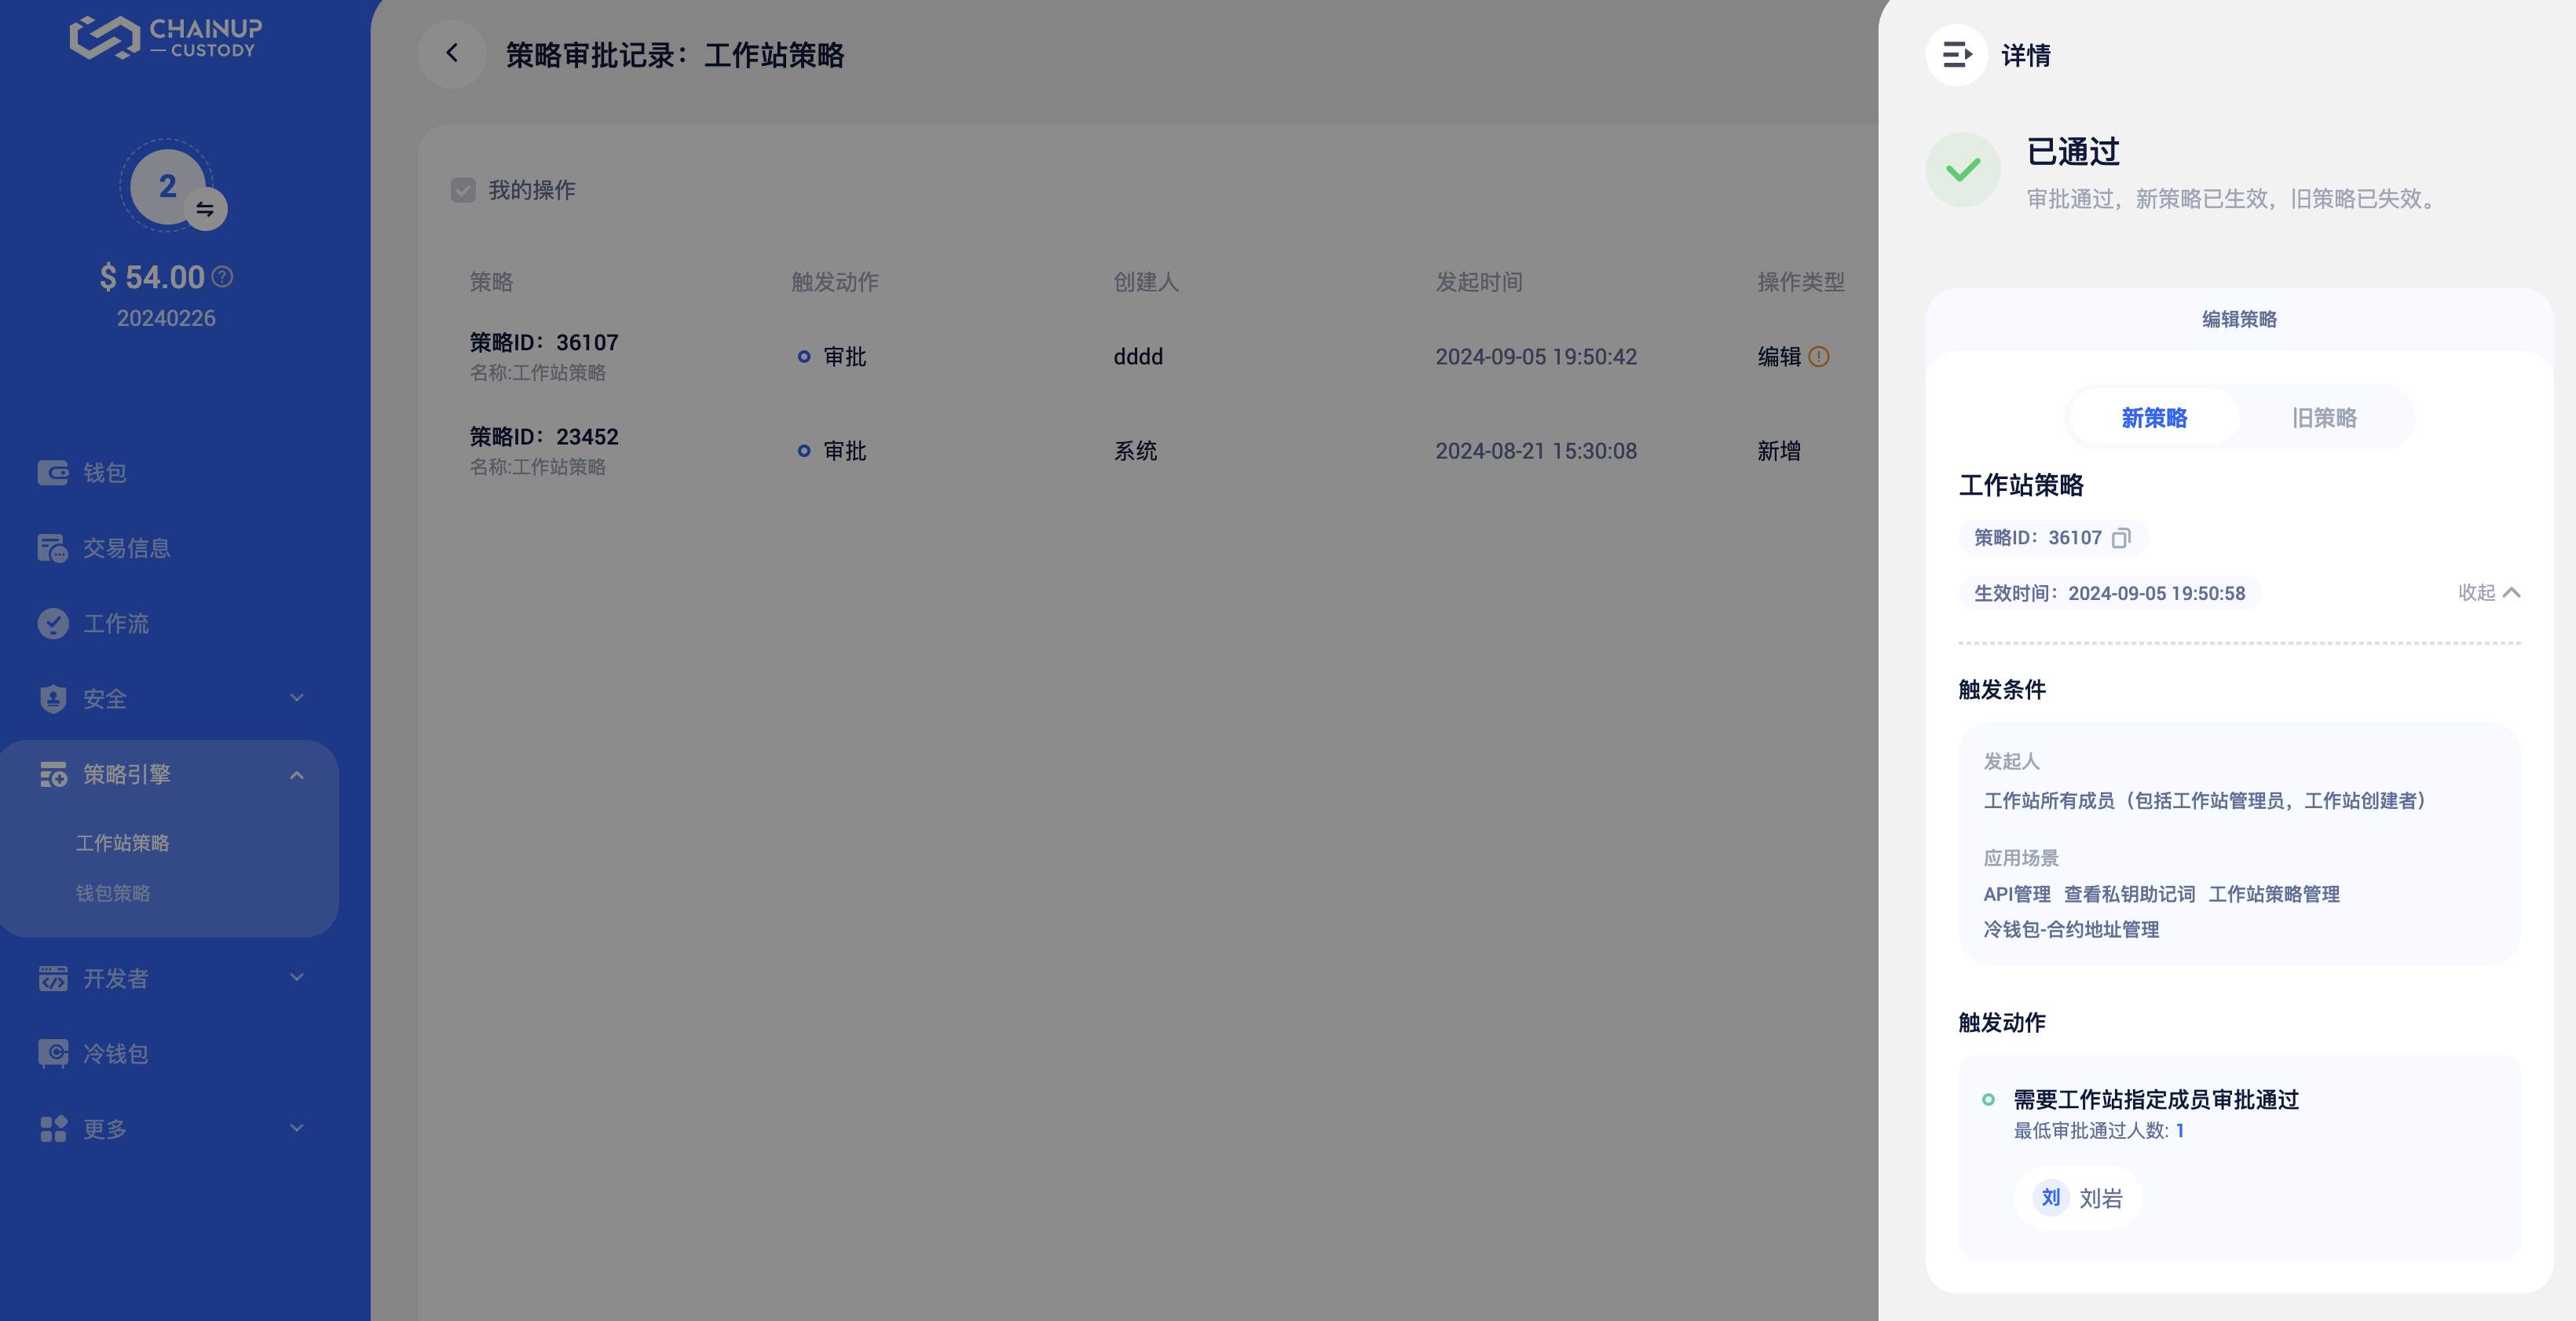 CHAINUP
CUSTODY
2
$ 54.00
20240226
钱包
交易信息
工作流
安全
策略引擎
工作站策略
钱包策略
开发者
冷钱包
更多
策略审批记录：工作站策略
我的操作
策略 触发动作 创建人 发起时间 操作类型
策略ID：36107 审批 dddd 2024-09-05 19:50:42 编辑
名称:工作站策略
策略ID：23452 审批 系统 2024-08-21 15:30:08 新增
名称:工作站策略
详情
已通过
审批通过，新策略已生效，旧策略已失效。
编辑策略
新策略 旧策略
工作站策略
策略ID：36107
生效时间：2024-09-05 19:50:58 收起
触发条件
发起人
工作站所有成员（包括工作站管理员，工作站创建者）
应用场景
API管理 查看私钥助记词 工作站策略管理
冷钱包-合约地址管理
触发动作
需要工作站指定成员审批通过
最低审批通过人数: 1
刘 刘岩